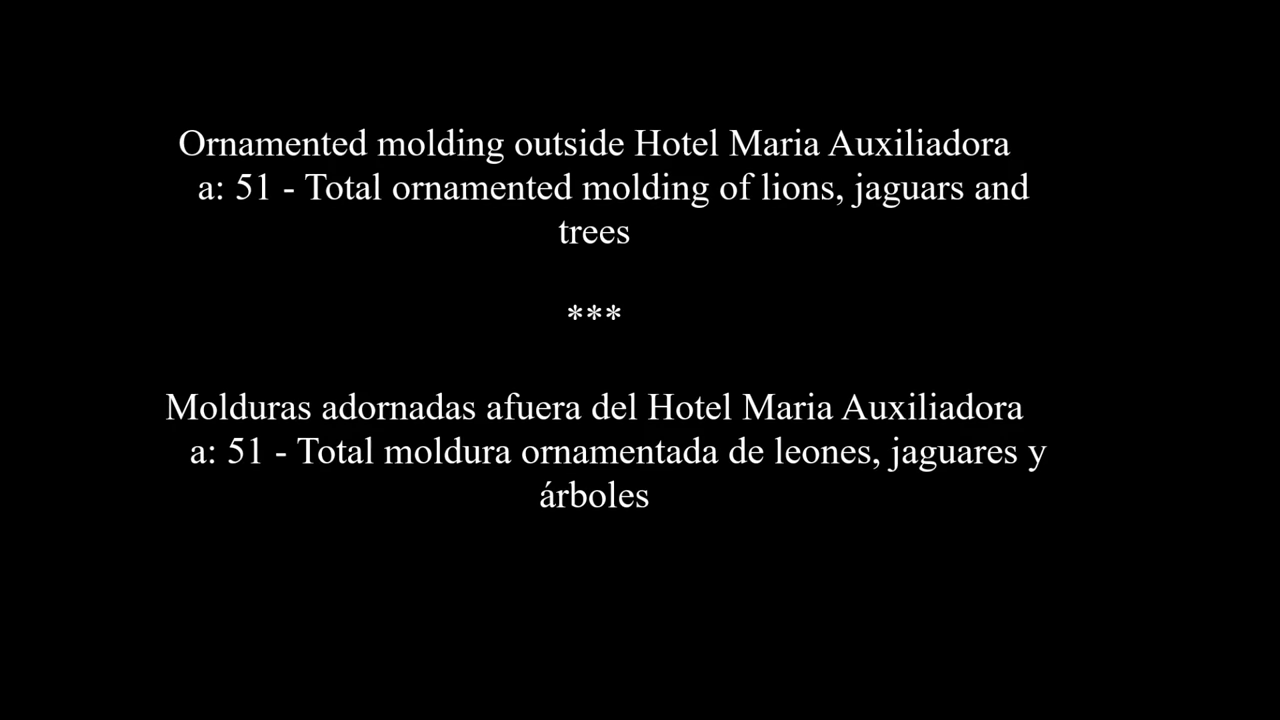 Ornamented molding outside Hotel Maria Auxiliadora
a: 51 - Total ornamented molding of lions, jaguars and
trees
***
Molduras adornadas afuera del Hotel Maria Auxiliadora
a: 51 - Total moldura ornamentada de leones, jaguares y
árboles